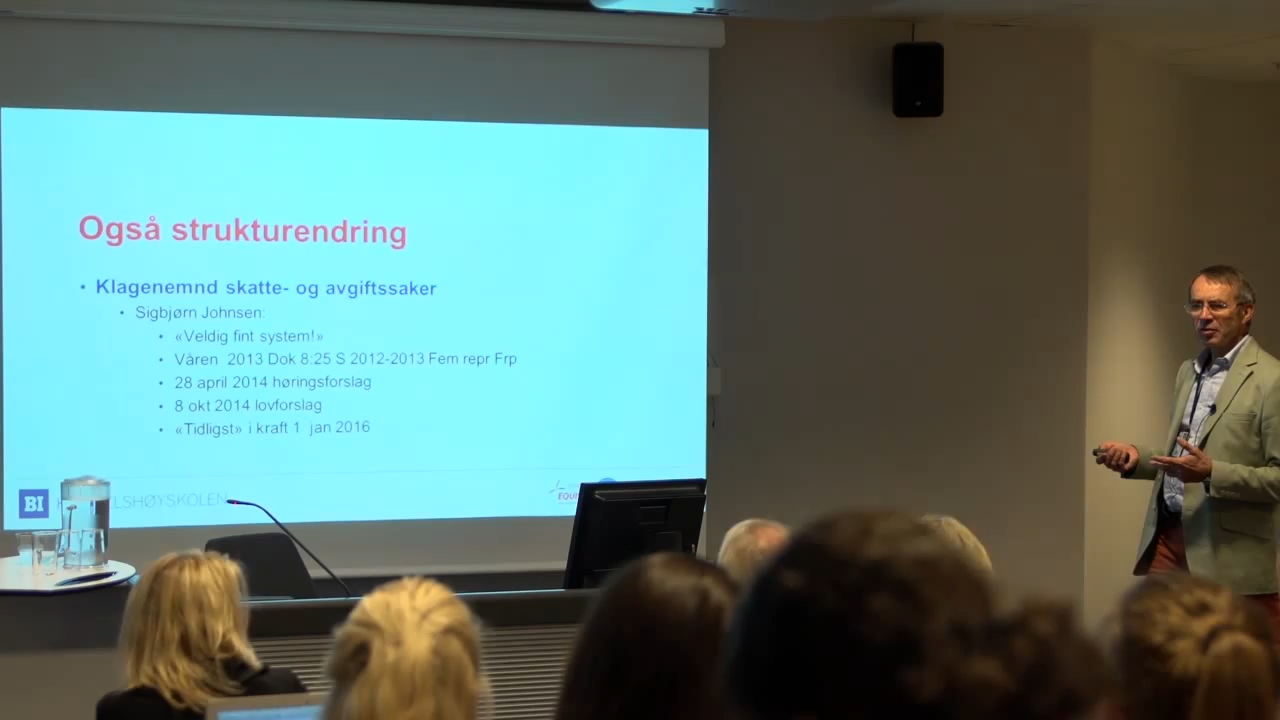 Også strukturendring
• Klagenemnd skatte- og avgiftssaker
• Sigbjørn Johnsen:
• «Veldig fint system!»
• Våren 2013 Dok 8:25 S 2012-2013 Fem repr Frp
• 28 april 2014 høringsforslag
• 8 okt 2014 lovforslag
• «Tidligst» i kraft 1 jan 2016
BI